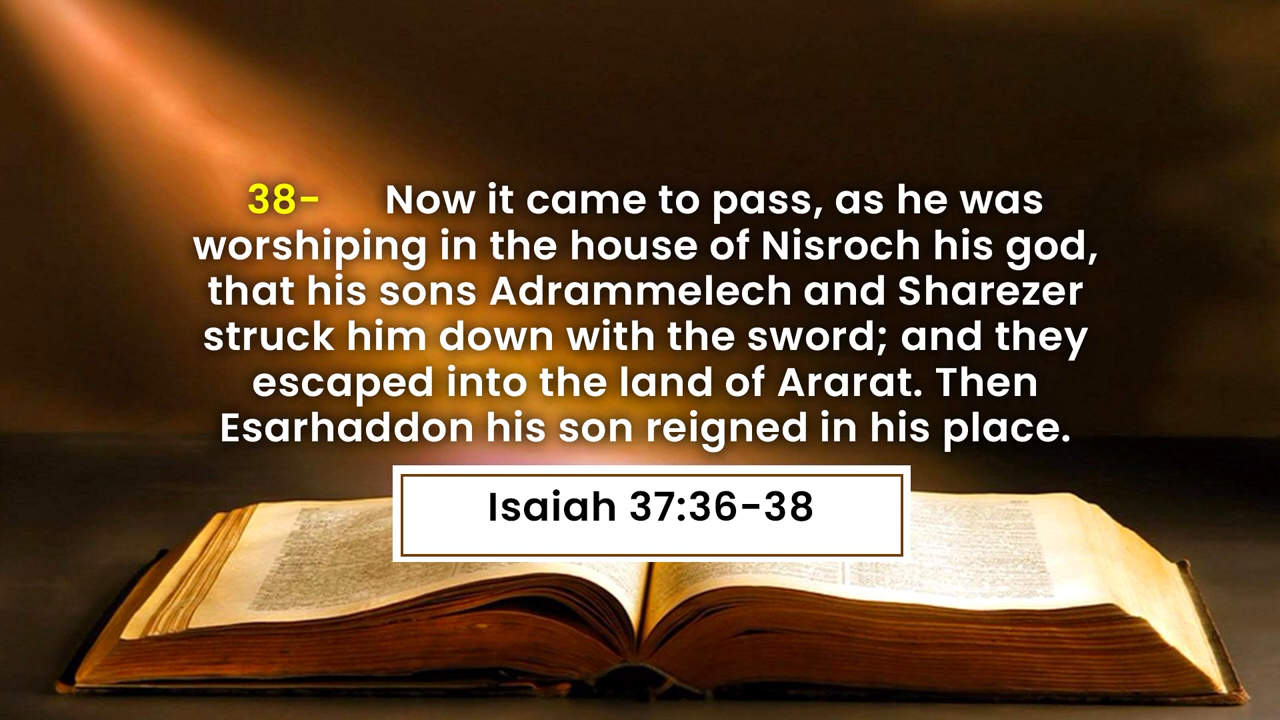 38- Now it came to pass, as he was
worshiping in the house of Nisroch his god,
that his sons Adrammelech and Sharezer
struck him down with the sword; and they
escaped into the land of Ararat. Then
Esarhaddon his son reigned in his place.
Isaiah 37:36-38